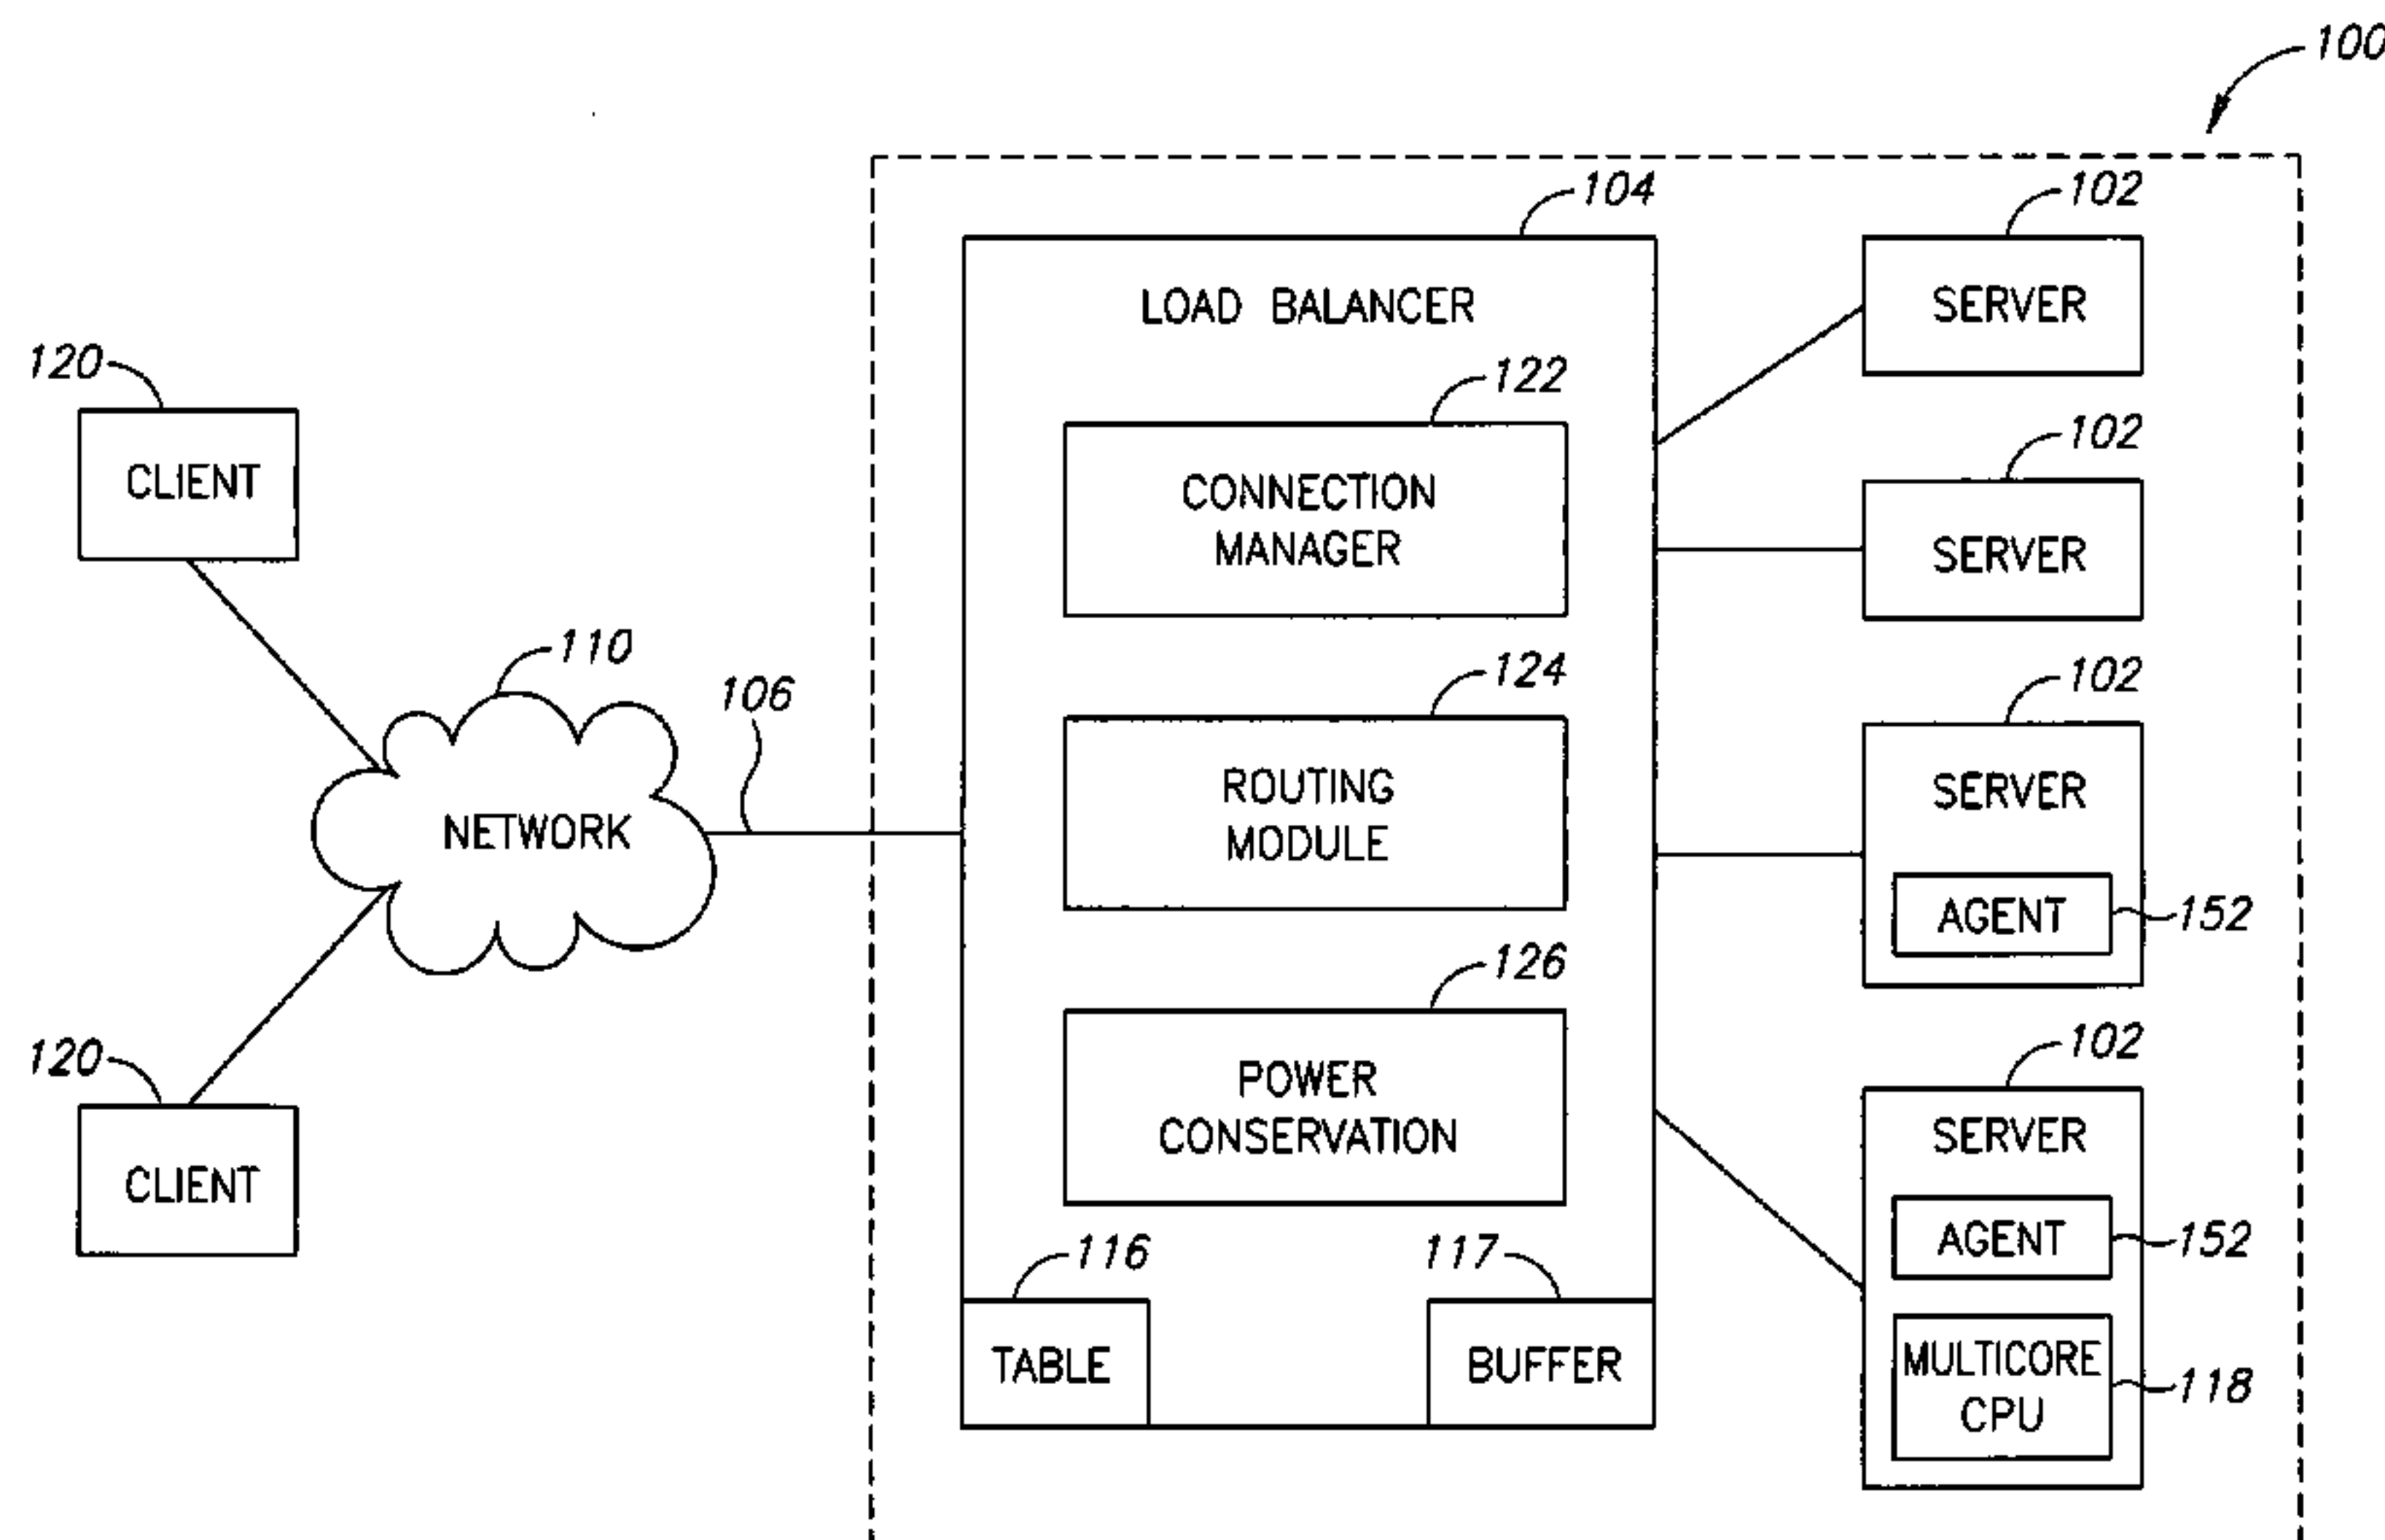 100
104
102
LOAD BALANCER
SERVER
120
122
CLIENT
CONNECTION
MANAGER
102
SERVER
110
106
124
102
NETWORK
ROUTING
MODULE
SERVER
AGENT
152
126
120
102
CLIENT
POWER
CONSERVATION
SERVER
AGENT
152
116
117
TABLE
BUFFER
MULTICORE
CPU
118